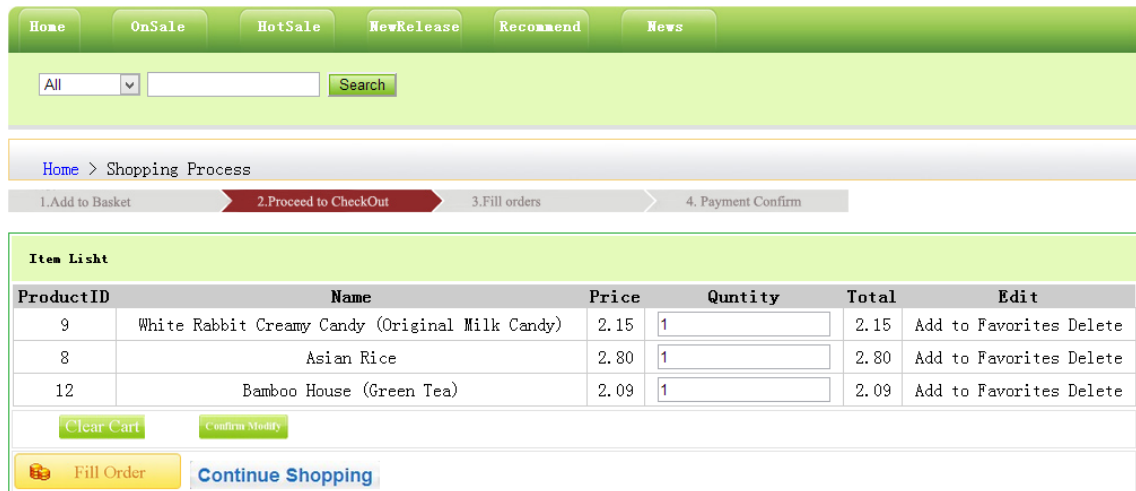 Home OnSale HotSale NewRelease Recommend News
All Search
Home > Shopping Process
1.Add to Basket 2.Proceed to CheckOut 3.Fill orders 4. Payment Confirm
Item Lisht
ProductID Name Price Quntity Total Edit
9 White Rabbit Creamy Candy (Original Milk Candy) 2.15 1 2.15 Add to Favorites Delete
8 Asian Rice 2.80 1 2.80 Add to Favorites Delete
12 Bamboo House (Green Tea) 2.09 1 2.09 Add to Favorites Delete
Clear Cart Confirm Modify
Fill Order Continue Shopping